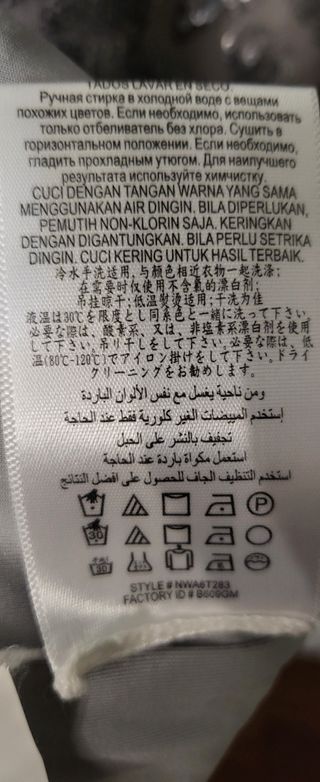 TADOS LAVAR EN SECO.
Ручная стирка в холодной воде с вещами
похожих цветов. Если необходимо, использовать
только отбеливатель без хлора. Сушить в
горизонтальном положении. Если необходимо,
гладить прохладным утюгом. Для наилучшего
результата используйте химчистку.
CUCI DENGAN TANGAN WARNA YANG SAMA
MENGGUNAKAN AIR DINGIN. BILA DIPERLUKAN,
PEMUTIH NON-KLORIN SAJA. KERINGKAN
DENGAN DIGANTUNGKAN. BILA PERLU SETRIKA
DINGIN. CUCI KERING UNTUK HASIL TERBAIK.
冷水手洗适用,与颜色相近衣物一起洗涤;
在需要时仅使用不含氯的漂白剂;
吊挂晾干;低温熨烫适用;干洗为佳
液温は30℃を限度とし同系色と一緒に洗って下さい。
必要な際は、酸素系、又は、非塩素系漂白剤を使用
して下さい。吊り干しをして下さい。必要な際は、低
温(80℃-120℃)でアイロン掛けをして下さい。ドライ
クリーニングをお勧めします。
ومن ناحية يغسل مع نفس الألوان الباردة
إستخدم المبيضات الغير كلورية فقط عند الحاجة
تجفيف بالنشر على الحبل
استعمل مكواة باردة عند الحاجة
استخدم التنظيف الجاف للحصول على افضل النتائج
P
30
30
STYLE # NWA6T283
FACTORY ID # B609GM